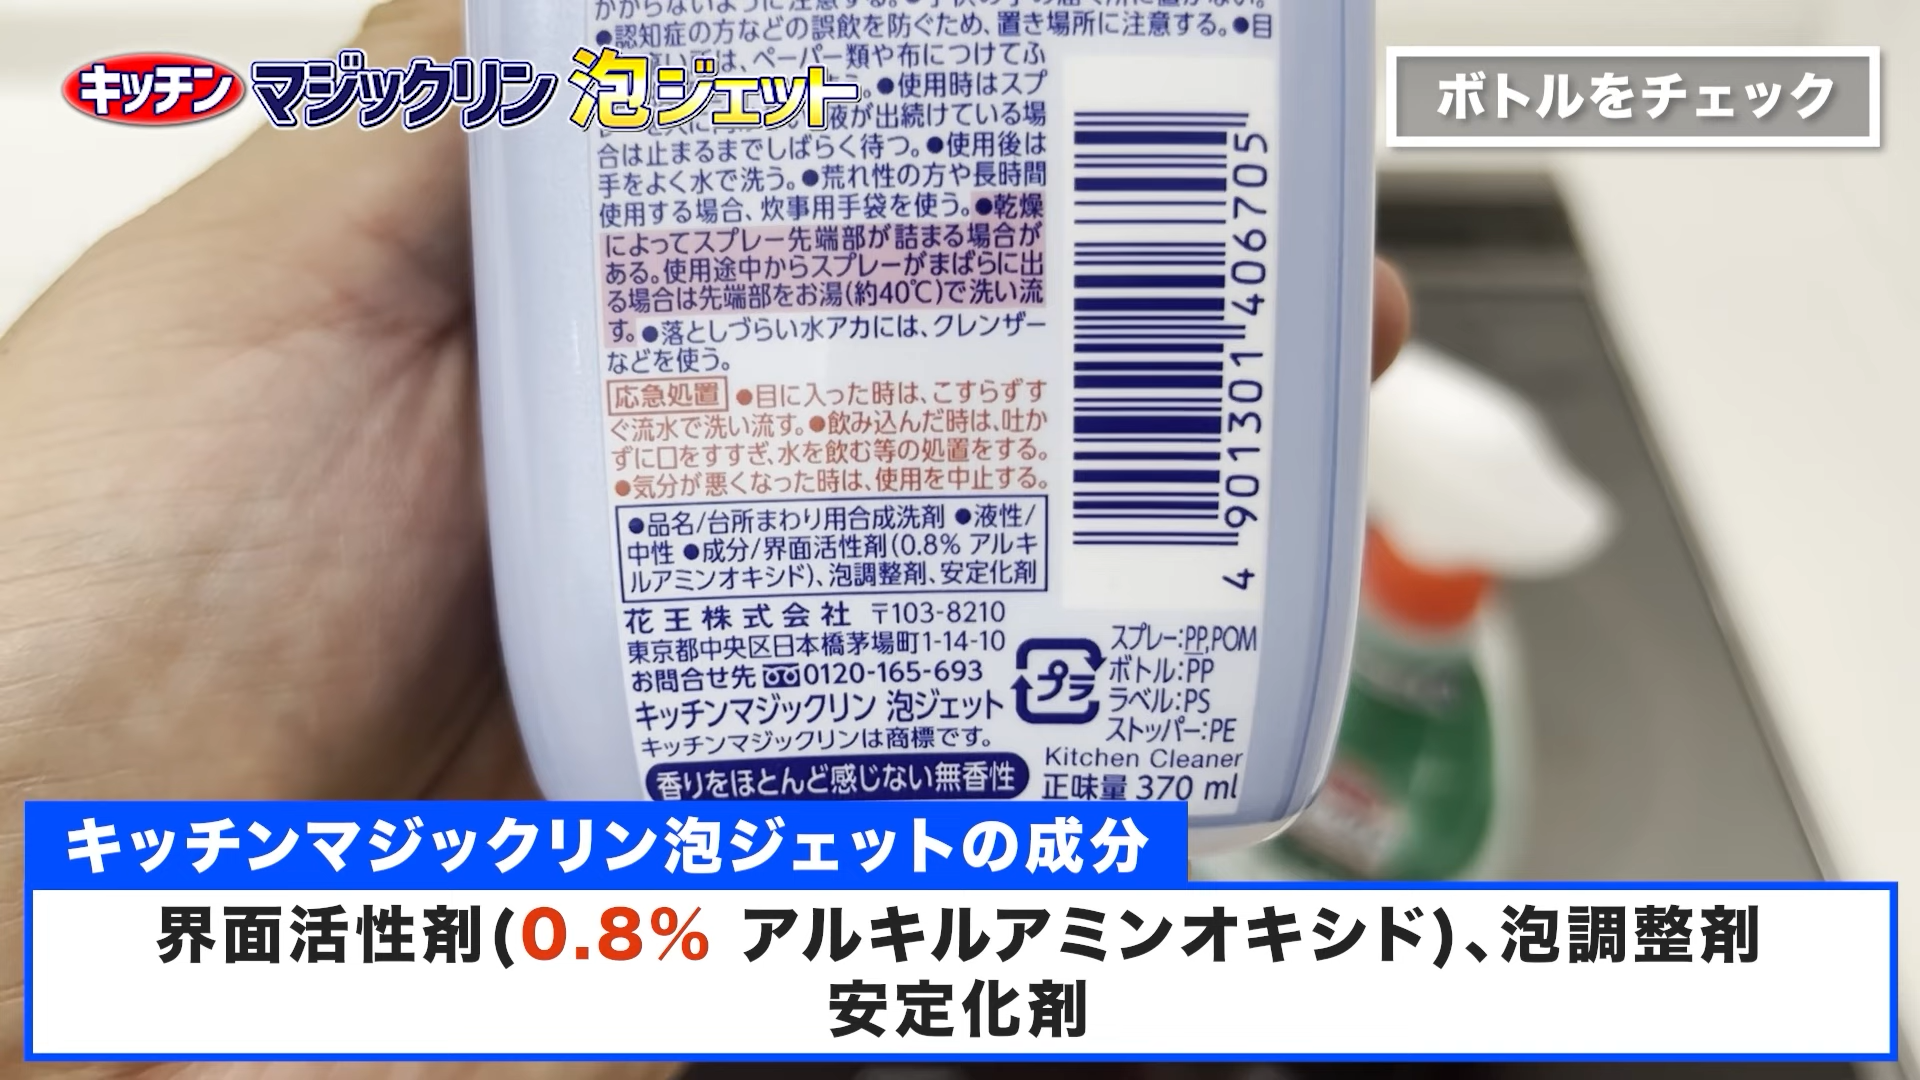 キッチン マジックリン 泡ジェット
ボトルをチェック
●認知症の方などの誤飲を防ぐため、置き場所に注意する。●目
は、ペーパー類や布につけてふ
●使用時はスプ
液が出続けている場
合は止まるまでしばらく待つ。●使用後は
手をよく水で洗う。●荒れ性の方や長時間
使用する場合、炊事用手袋を使う。●乾燥
によってスプレー先端部が詰まる場合が
ある。使用途中からスプレーがまばらに出
る場合は先端部をお湯(約40℃)で洗い流
す。●落としづらい水アカには、クレンザー
などを使う。
応急処置 ●目に入った時は、こすらずす
ぐ流水で洗い流す。●飲み込んだ時は、吐か
ずに口をすすぎ、水を飲む等の処置をする。
●気分が悪くなった時は、使用を中止する。
●品名/台所まわり用合成洗剤 ●液性/
中性 ●成分/界面活性剤(0.8% アルキ
ルアミンオキシド)、泡調整剤、安定化剤
花王株式会社 〒103-8210
東京都中央区日本橋茅場町1-14-10
お問合せ先 0120-165-693
キッチンマジックリン 泡ジェット
キッチンマジックリンは商標です。
香りをほとんど感じない無香性
4 901301 406705
プラ
スプレー:PP,POM
ボトル:PP
ラベル:PS
ストッパー:PE
Kitchen Cleaner
正味量 370 ml
キッチンマジックリン泡ジェットの成分
界面活性剤(0.8% アルキルアミンオキシド)、泡調整剤
安定化剤